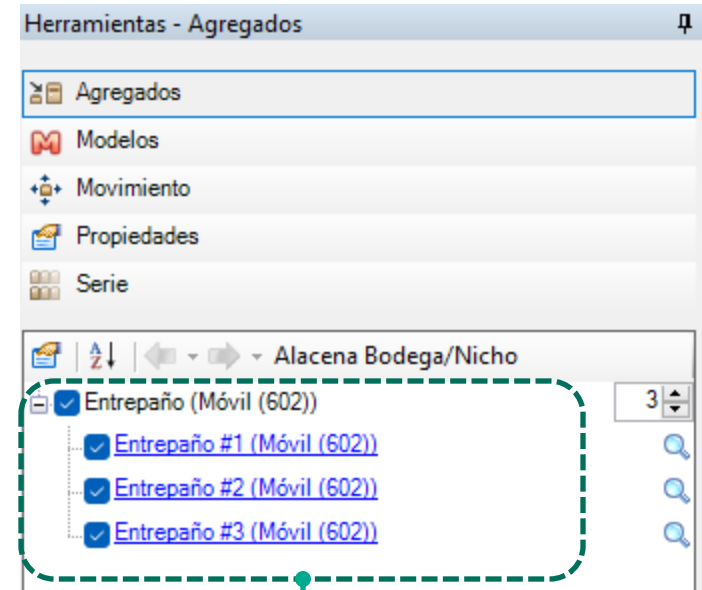 Herramientas - Agregados
Agregados
Modelos
Movimiento
Propiedades
Serie
Alacena Bodega/Nicho
Entrepaño (Móvil (602)) 3
Entrepaño #1 (Móvil (602))
Entrepaño #2 (Móvil (602))
Entrepaño #3 (Móvil (602))